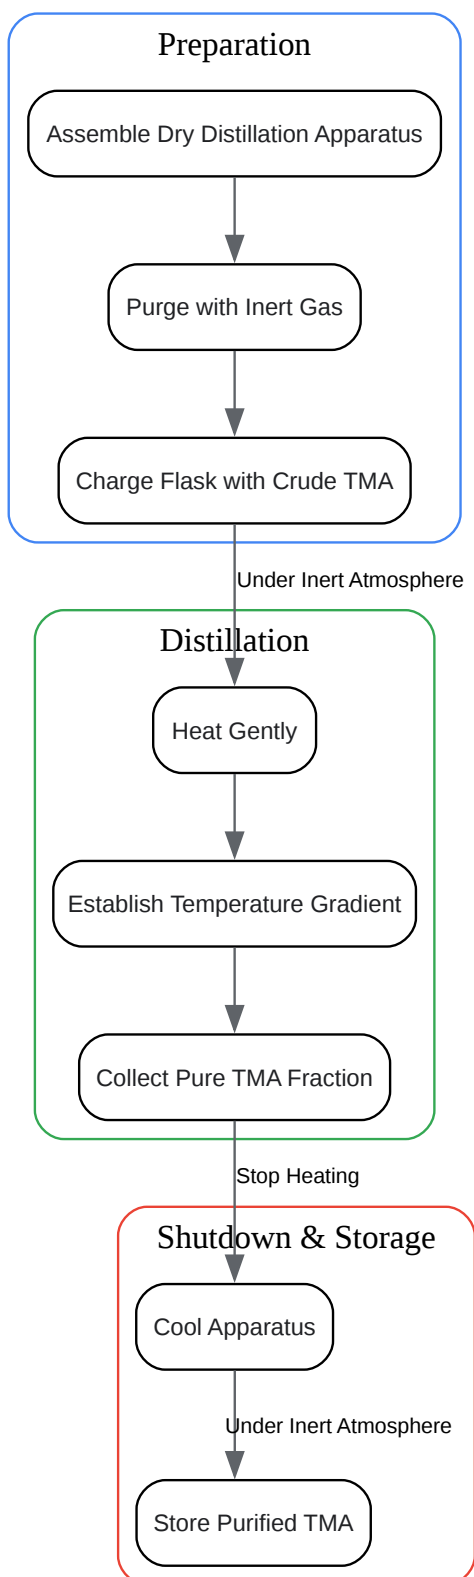 Preparation
Assemble Dry Distillation Apparatus
Purge with Inert Gas
Charge Flask with Crude TMA
Under Inert Atmosphere
Distillation
Heat Gently
Establish Temperature Gradient
Collect Pure TMA Fraction
Stop Heating
Shutdown & Storage
Cool Apparatus
Under Inert Atmosphere
Store Purified TMA